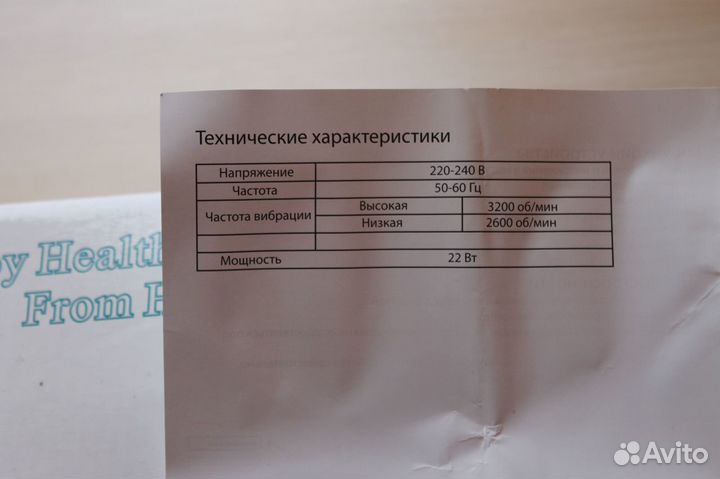 Технические характеристики
Напряжение 220-240 В
Частота 50-60 Гц
Частота вибрации Высокая 3200 об/мин
Низкая 2600 об/мин
Мощность 22 Вт
Health
From
Avito